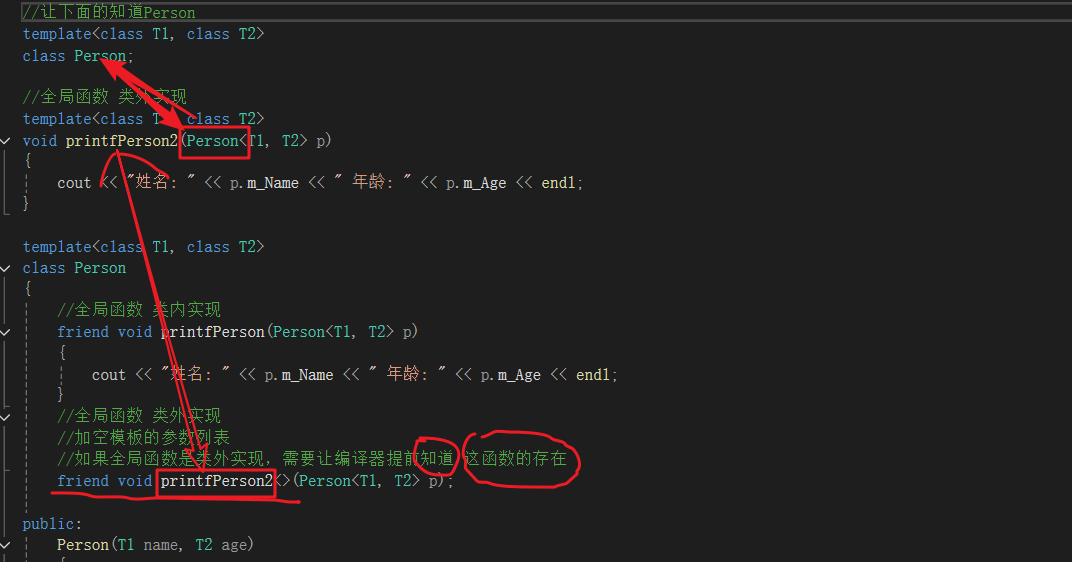 //让下面的知道Person
template<class T1, class T2>
class Person;
//全局函数 类外实现
template<class T1, class T2>
void printfPerson2(Person<T1, T2> p)
{
cout << "姓名: " << p.m_Name << " 年龄: " << p.m_Age << endl;
}
template<class T1, class T2>
class Person
{
//全局函数 类内实现
friend void printfPerson(Person<T1, T2> p)
{
cout << "姓名: " << p.m_Name << " 年龄: " << p.m_Age << endl;
}
//全局函数 类外实现
//加空模板的参数列表
//如果全局函数是类外实现, 需要让编译器提前知道 这函数的存在
friend void printfPerson2<>(Person<T1, T2> p);
public:
Person(T1 name, T2 age)